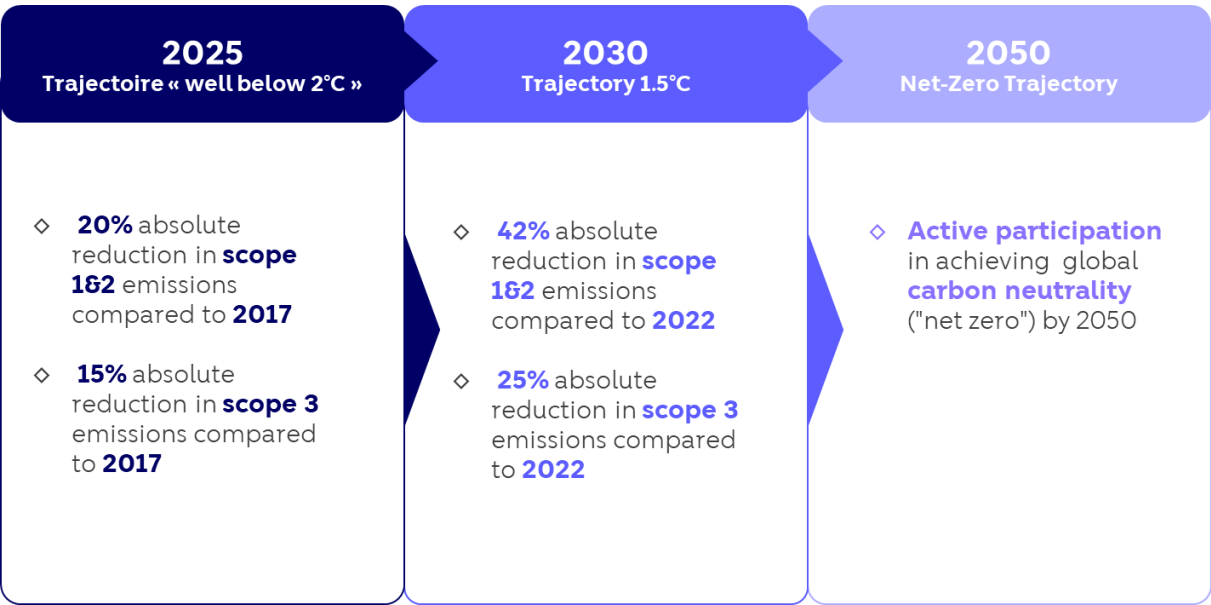 2025
Trajectoire « well below 2°C »
20% absolute
reduction in scope
1&2 emissions
compared to 2017
15% absolute
reduction in scope 3
emissions compared
to 2017
2030
Trajectory 1.5°C
42% absolute
reduction in scope
1&2 emissions
compared to 2022
25% absolute
reduction in scope 3
emissions compared
to 2022
2050
Net-Zero Trajectory
Active participation
in achieving global
carbon neutrality
("net zero") by 2050